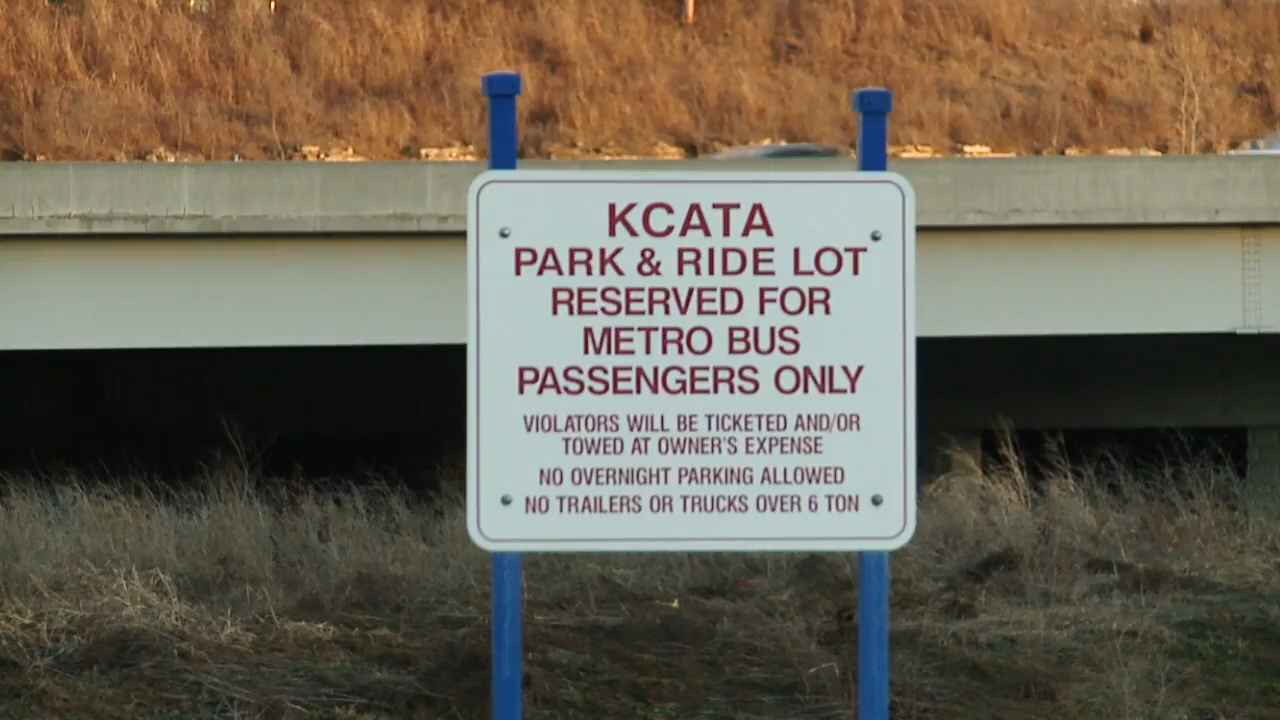 KCATA
PARK & RIDE LOT
RESERVED FOR
METRO BUS
PASSENGERS ONLY
VIOLATORS WILL BE TICKETED AND/OR
TOWED AT OWNER'S EXPENSE
NO OVERNIGHT PARKING ALLOWED
NO TRAILERS OR TRUCKS OVER 6 TON